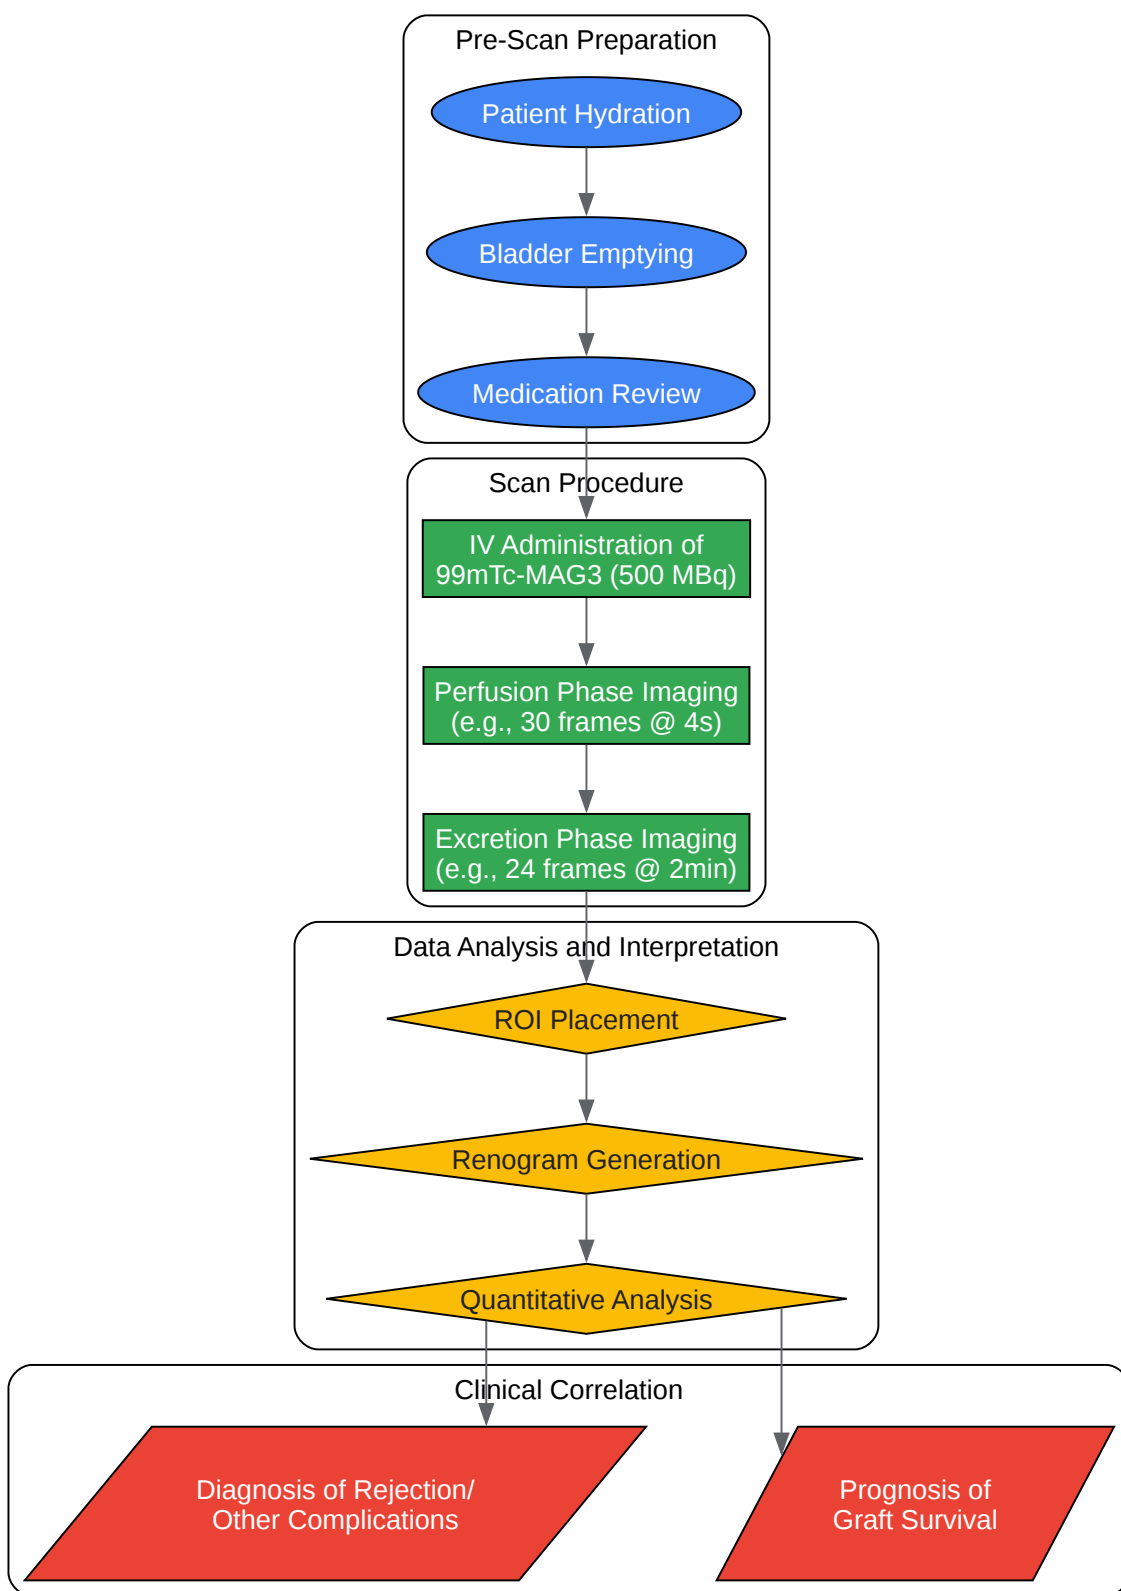 Pre-Scan Preparation
Patient Hydration
Bladder Emptying
Medication Review
Scan Procedure
IV Administration of
99mTc-MAG3 (500 MBq)
Perfusion Phase Imaging
(e.g., 30 frames @ 4s)
Excretion Phase Imaging
(e.g., 24 frames @ 2min)
Data Analysis and Interpretation
ROI Placement
Renogram Generation
Quantitative Analysis
Clinical Correlation
Diagnosis of Rejection/
Other Complications
Prognosis of
Graft Survival